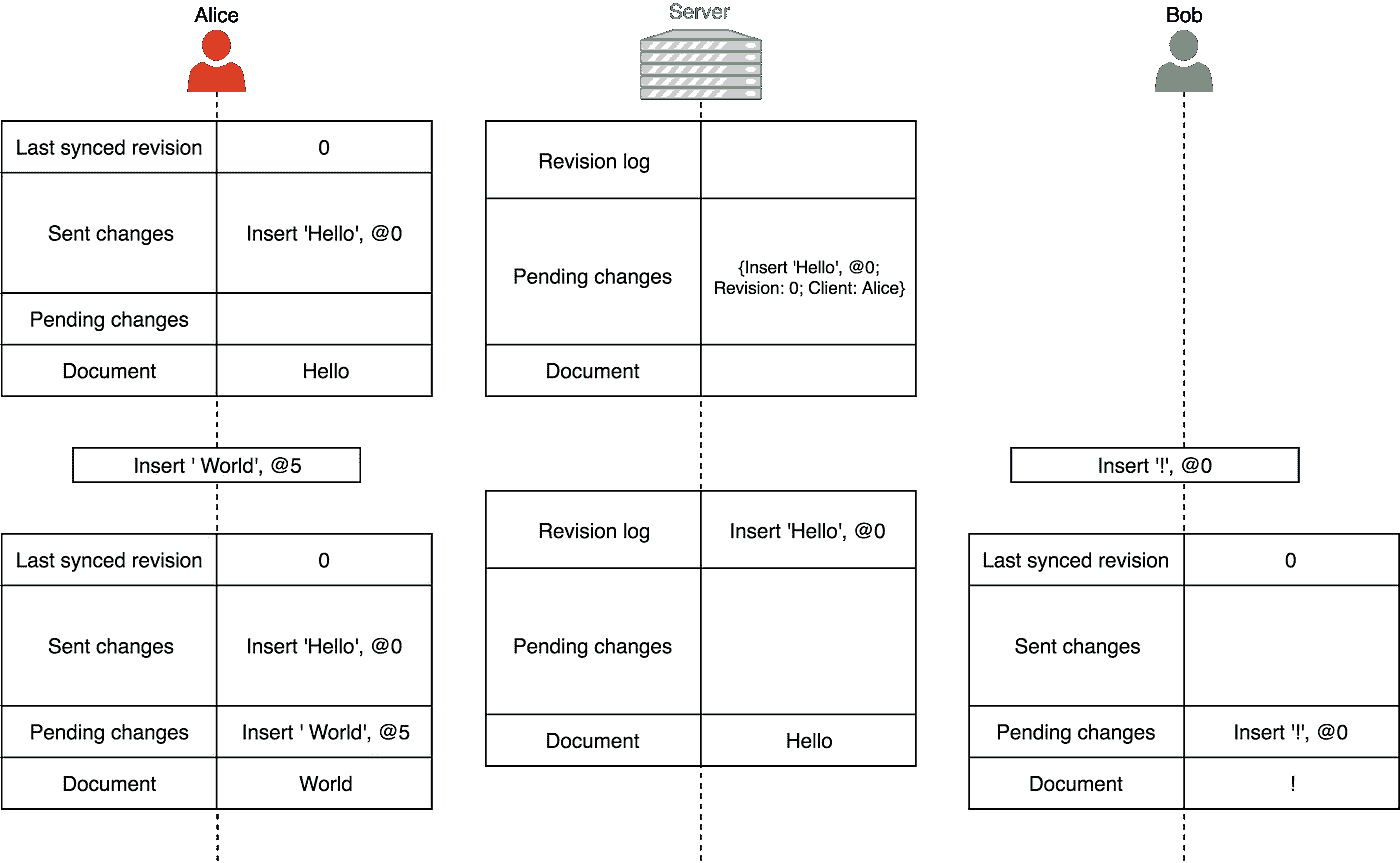 Alice
Server
Bob
Last synced revision 0
Sent changes Insert 'Hello', @0
Pending changes
Document Hello
Revision log
Pending changes
{Insert 'Hello', @0;
Revision: 0; Client: Alice}
Document
Insert ' World', @5
Insert '!', @0
Last synced revision 0
Sent changes Insert 'Hello', @0
Pending changes Insert ' World', @5
Document World
Revision log Insert 'Hello', @0
Pending changes
Document Hello
Last synced revision 0
Sent changes
Pending changes Insert '!', @0
Document !